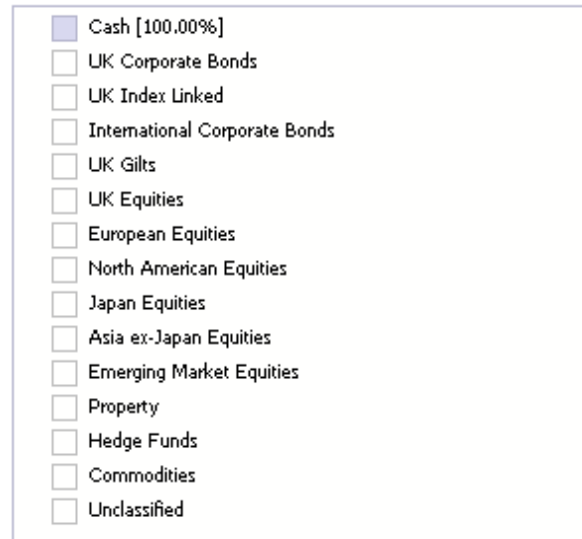 Cash [100.00%]
UK Corporate Bonds
UK Index Linked
International Corporate Bonds
UK Gilts
UK Equities
European Equities
North American Equities
Japan Equities
Asia ex-Japan Equities
Emerging Market Equities
Property
Hedge Funds
Commodities
Unclassified